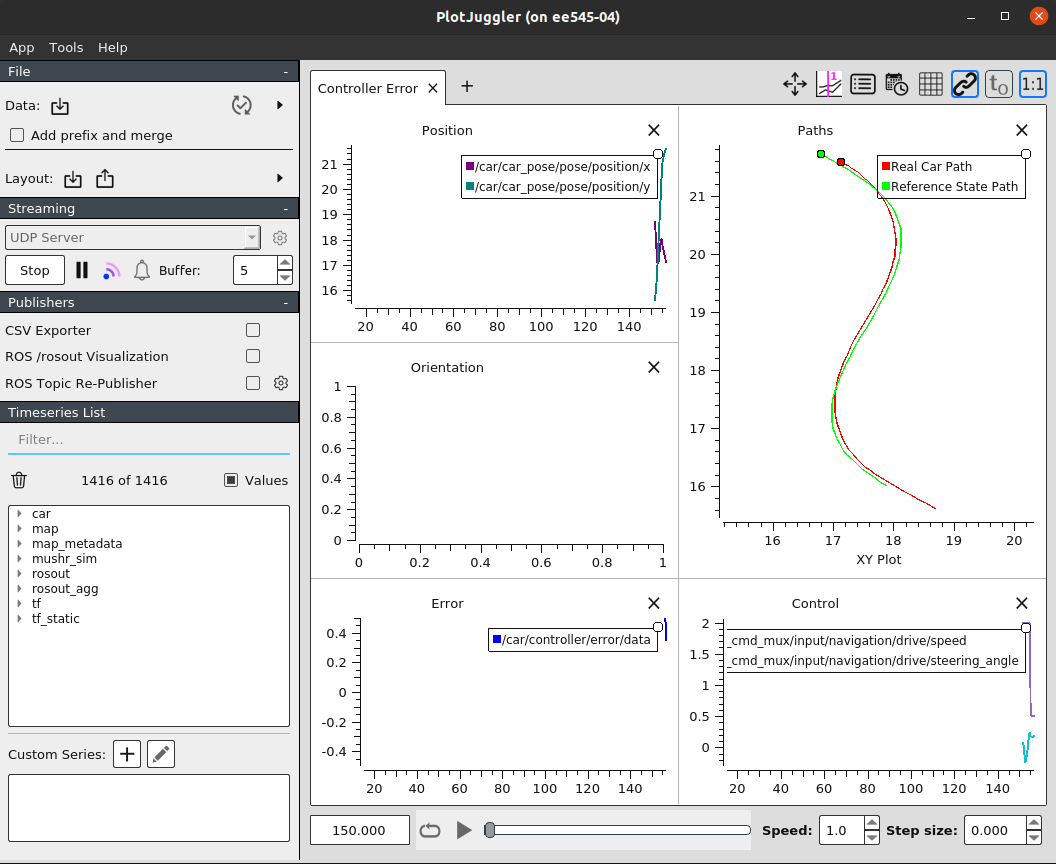 PlotJuggler (on ee545-04)
App Tools Help
File -
Data:
Add prefix and merge
Layout:
Streaming -
UDP Server
Stop Buffer: 5
Publishers -
CSV Exporter
ROS /rosout Visualization
ROS Topic Re-Publisher
Timeseries List
Filter...
1416 of 1416 Values
car
map
map_metadata
mushr_sim
rosout
rosout_agg
tf
tf_static
Custom Series:
Controller Error
1 t0 1:1
Position
/car/car_pose/pose/position/x
/car/car_pose/pose/position/y
21
20
19
18
17
16
20 40 60 80 100 120 140
Orientation
1
0.8
0.6
0.4
0.2
0
0 0.2 0.4 0.6 0.8 1
Error
/car/controller/error/data
0.4
0.2
0
-0.2
-0.4
20 40 60 80 100 120 140
Paths
Real Car Path
Reference State Path
21
20
19
18
17
16
16 17 18 19 20
XY Plot
Control
_cmd_mux/input/navigation/drive/speed
_cmd_mux/input/navigation/drive/steering_angle
2
1.5
1
0.5
0
20 40 60 80 100 120 140
150.000 Speed: 1.0 Step size: 0.000